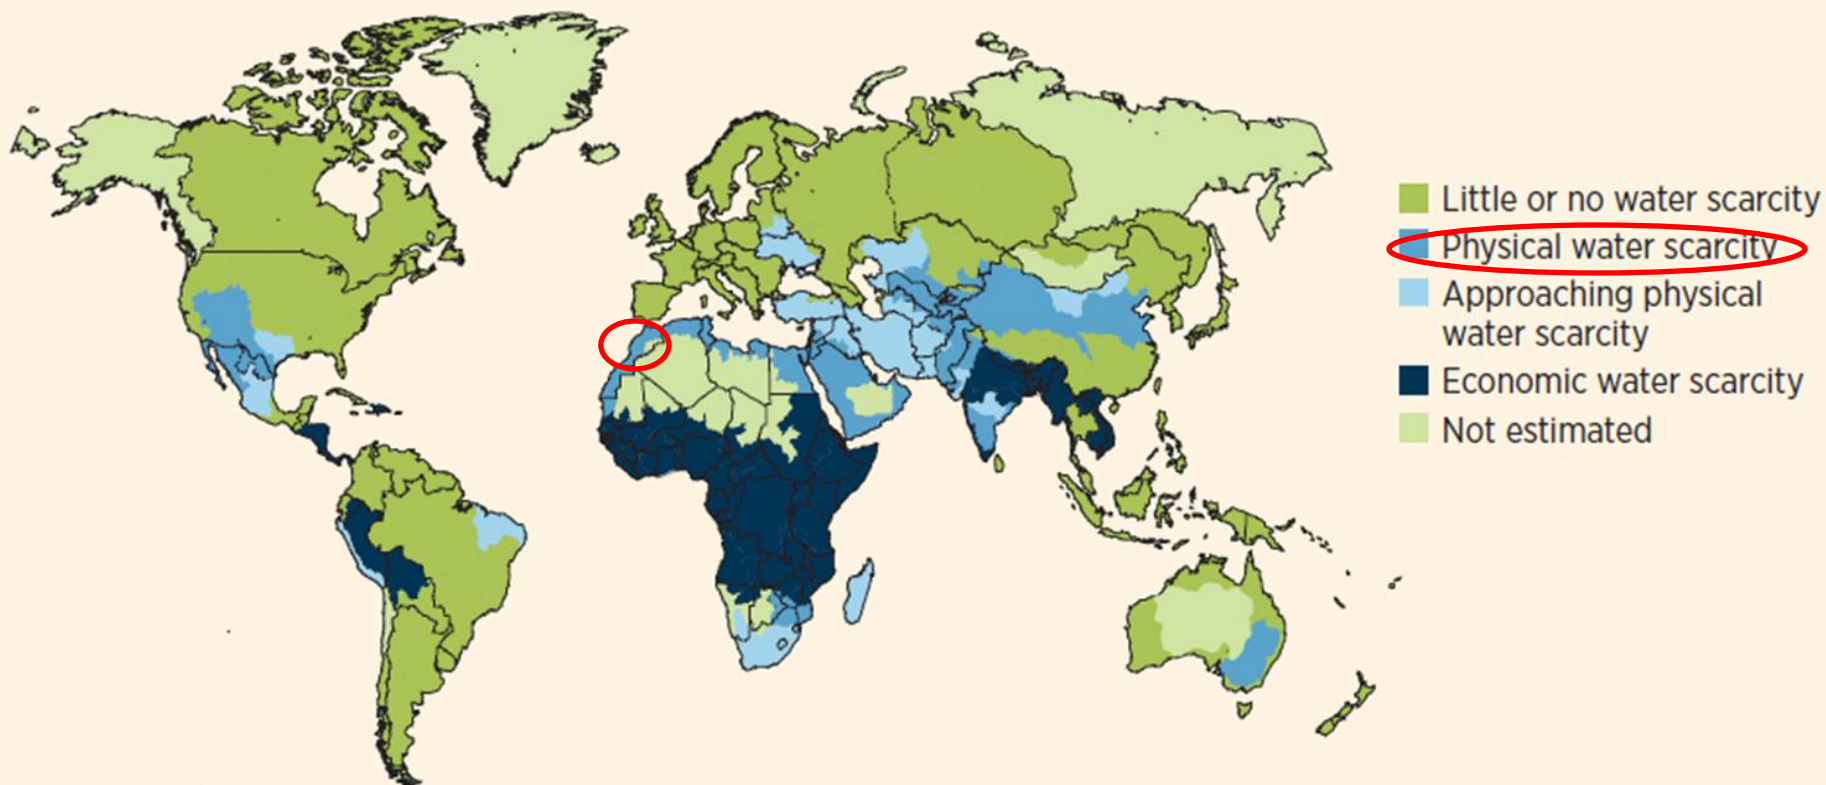 Little or no water scarcity
Physical water scarcity
Approaching physical
water scarcity
Economic water scarcity
Not estimated